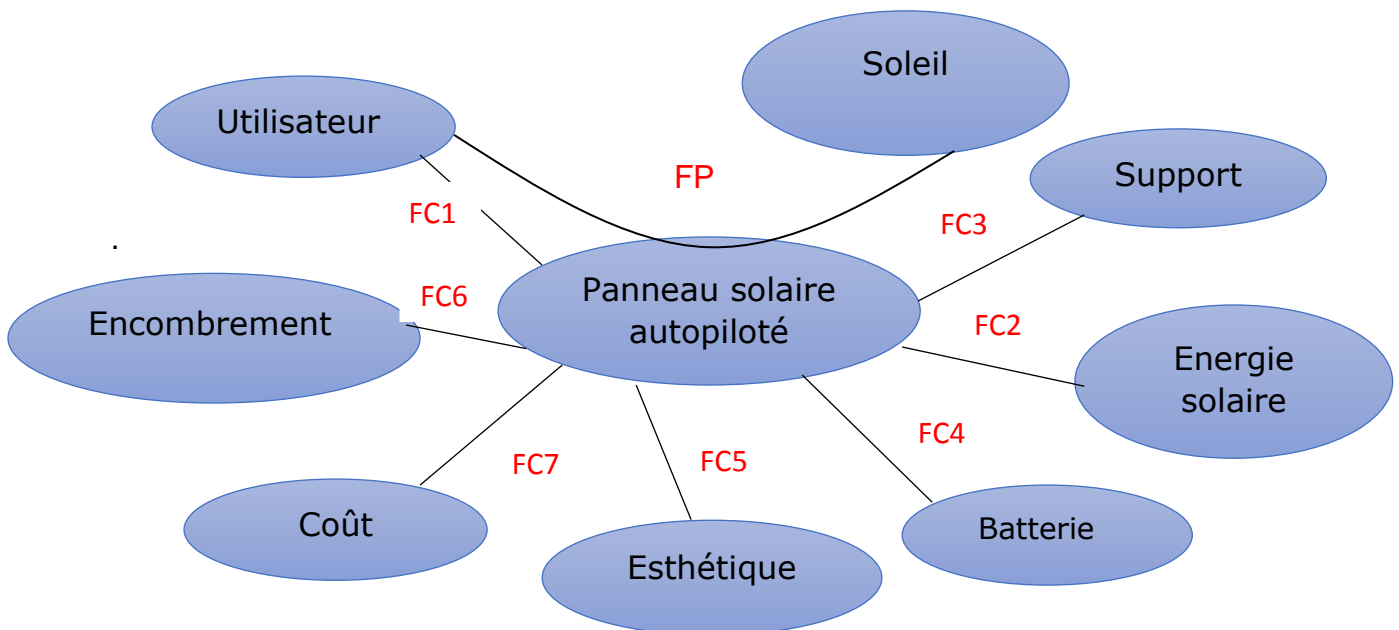 Soleil
Utilisateur
FP
Support
FC1
FC3
.
Encombrement
FC6
Panneau solaire
autopiloté
FC2
Energie
solaire
FC7
FC5
FC4
Coût
Esthétique
Batterie